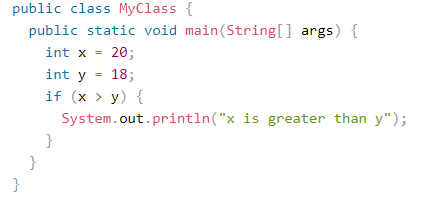 public class MyClass {
  public static void main(String[] args) {
    int x = 20;
    int y = 18;
    if (x > y) {
      System.out.println("x is greater than y");
    }
  }
}